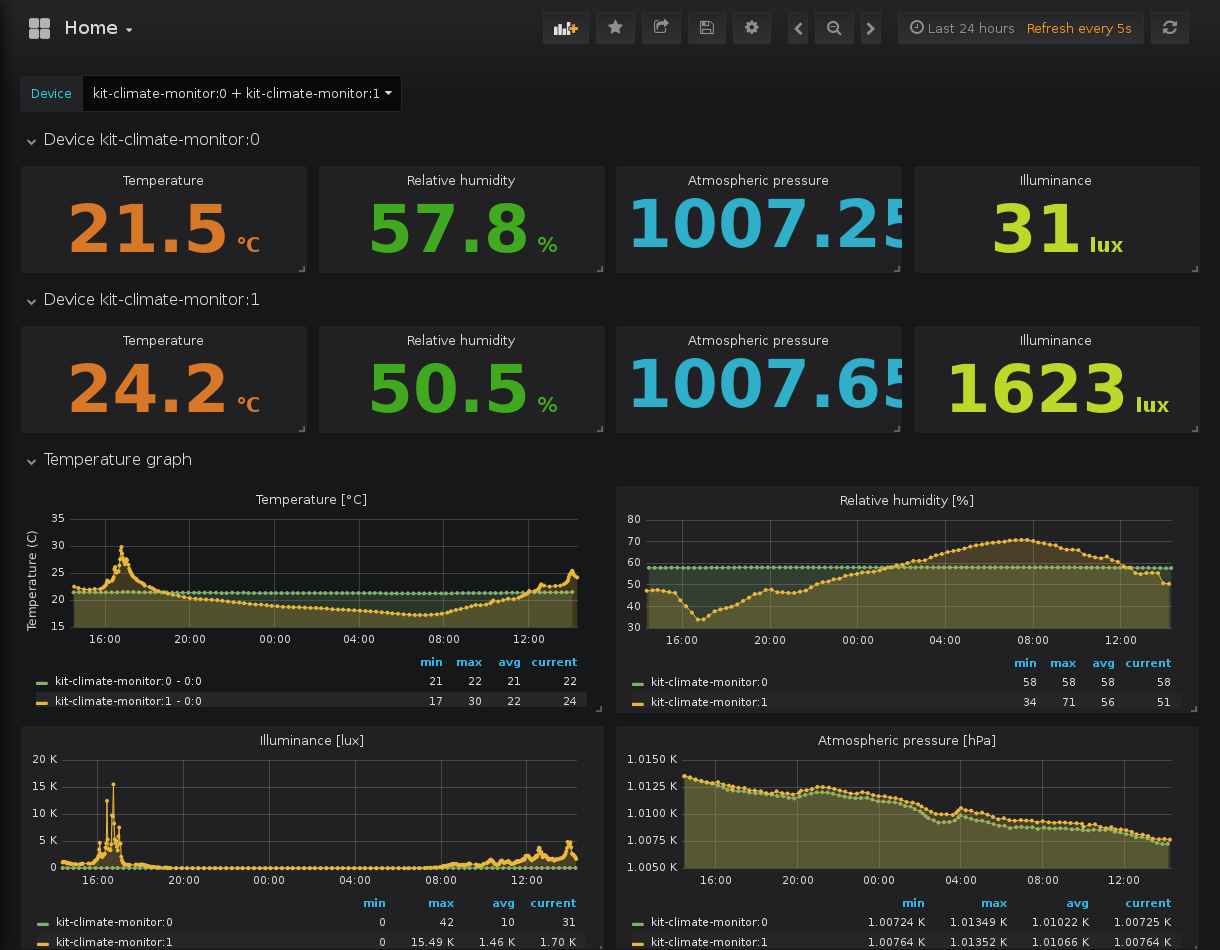 Home
Last 24 hours Refresh every 5s
Device kit-climate-monitor:0 + kit-climate-monitor:1
Device kit-climate-monitor:0
Temperature Relative humidity Atmospheric pressure Illuminance
21.5 °C 57.8 % 1007.25 31 lux
Device kit-climate-monitor:1
Temperature Relative humidity Atmospheric pressure Illuminance
24.2 °C 50.5 % 1007.65 1623 lux
Temperature graph
Temperature [°C]
Temperature (C)
35
30
25
20
15
16:00 20:00 00:00 04:00 08:00 12:00
min max avg current
kit-climate-monitor:0 - 0:0 21 22 21 22
kit-climate-monitor:1 - 0:0 17 30 22 24
Relative humidity [%]
80
70
60
50
40
30
16:00 20:00 00:00 04:00 08:00 12:00
min max avg current
kit-climate-monitor:0 58 58 58 58
kit-climate-monitor:1 34 71 56 51
Illuminance [lux]
20 K
15 K
10 K
5 K
0
16:00 20:00 00:00 04:00 08:00 12:00
min max avg current
kit-climate-monitor:0 0 42 10 31
kit-climate-monitor:1 0 15.49 K 1.46 K 1.70 K
Atmospheric pressure [hPa]
1.0150 K
1.0125 K
1.0100 K
1.0075 K
1.0050 K
16:00 20:00 00:00 04:00 08:00 12:00
min max avg current
kit-climate-monitor:0 1.00724 K 1.01349 K 1.01022 K 1.00725 K
kit-climate-monitor:1 1.00764 K 1.01352 K 1.01066 K 1.00764 K